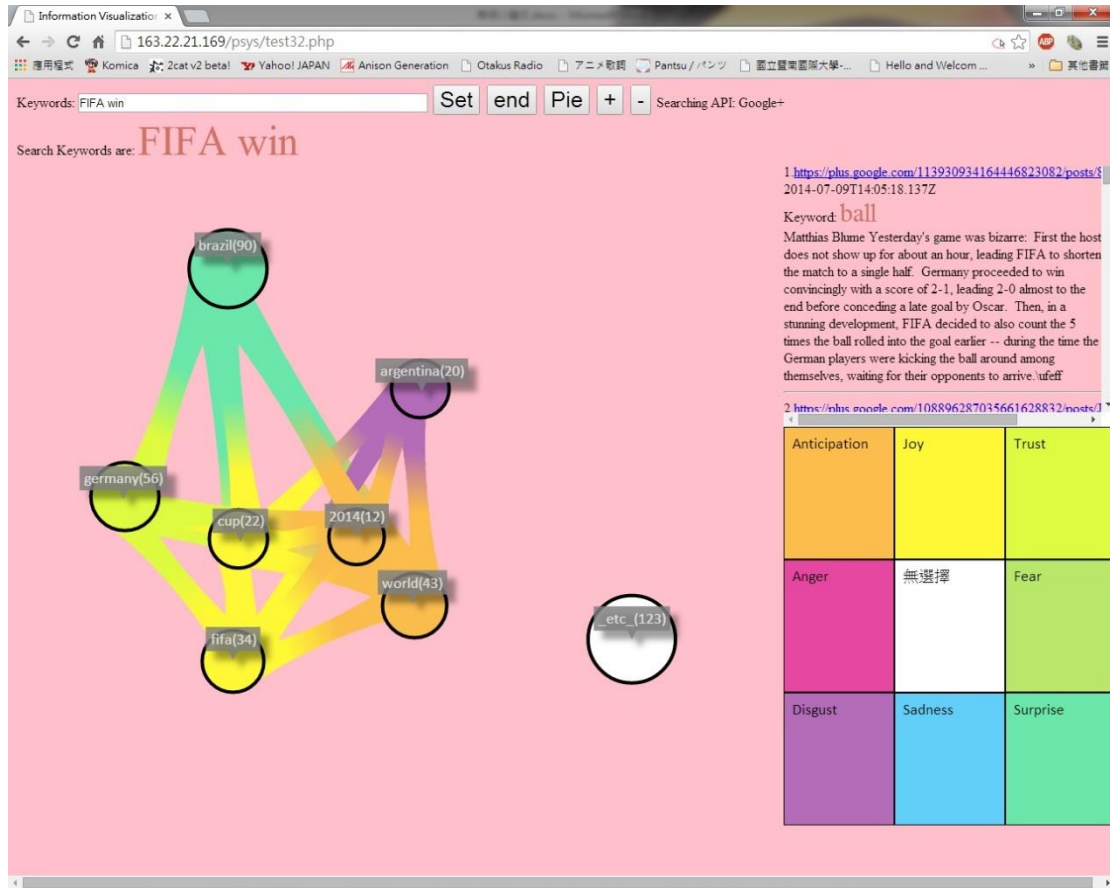 Information Visualization
163.22.21.169/psys/test32.php
應用程式 Komica 2cat v2 beta! Yahoo! JAPAN Anison Generation Otakus Radio アニメ歌詞 Pantsu / パンツ 國立暨南國際大學-... Hello and Welcom ... » 其他書籤
Keywords: FIFA win Set end Pie + - Searching API: Google+
Search Keywords are: FIFA win
1.https://plus.google.com/113930934164446823082/posts/8
2014-07-09T14:05:18.137Z
Keyword: ball
Matthias Blume Yesterday's game was bizarre: First the host
does not show up for about an hour, leading FIFA to shorten
the match to a single half. Germany proceeded to win
convincingly with a score of 2-1, leading 2-0 almost to the
end before conceding a late goal by Oscar. Then, in a
stunning development, FIFA decided to also count the 5
times the ball rolled into the goal earlier -- during the time the
German players were kicking the ball around among
themselves, waiting for their opponents to arrive.\ufeff
2.https://plus.google.com/108896287035661628832/posts/J
brazil(90)
argentina(20)
germany(56)
cup(22)
2014(12)
world(43)
fifa(34)
_etc_(123)
Anticipation Joy Trust
Anger 無選擇 Fear
Disgust Sadness Surprise